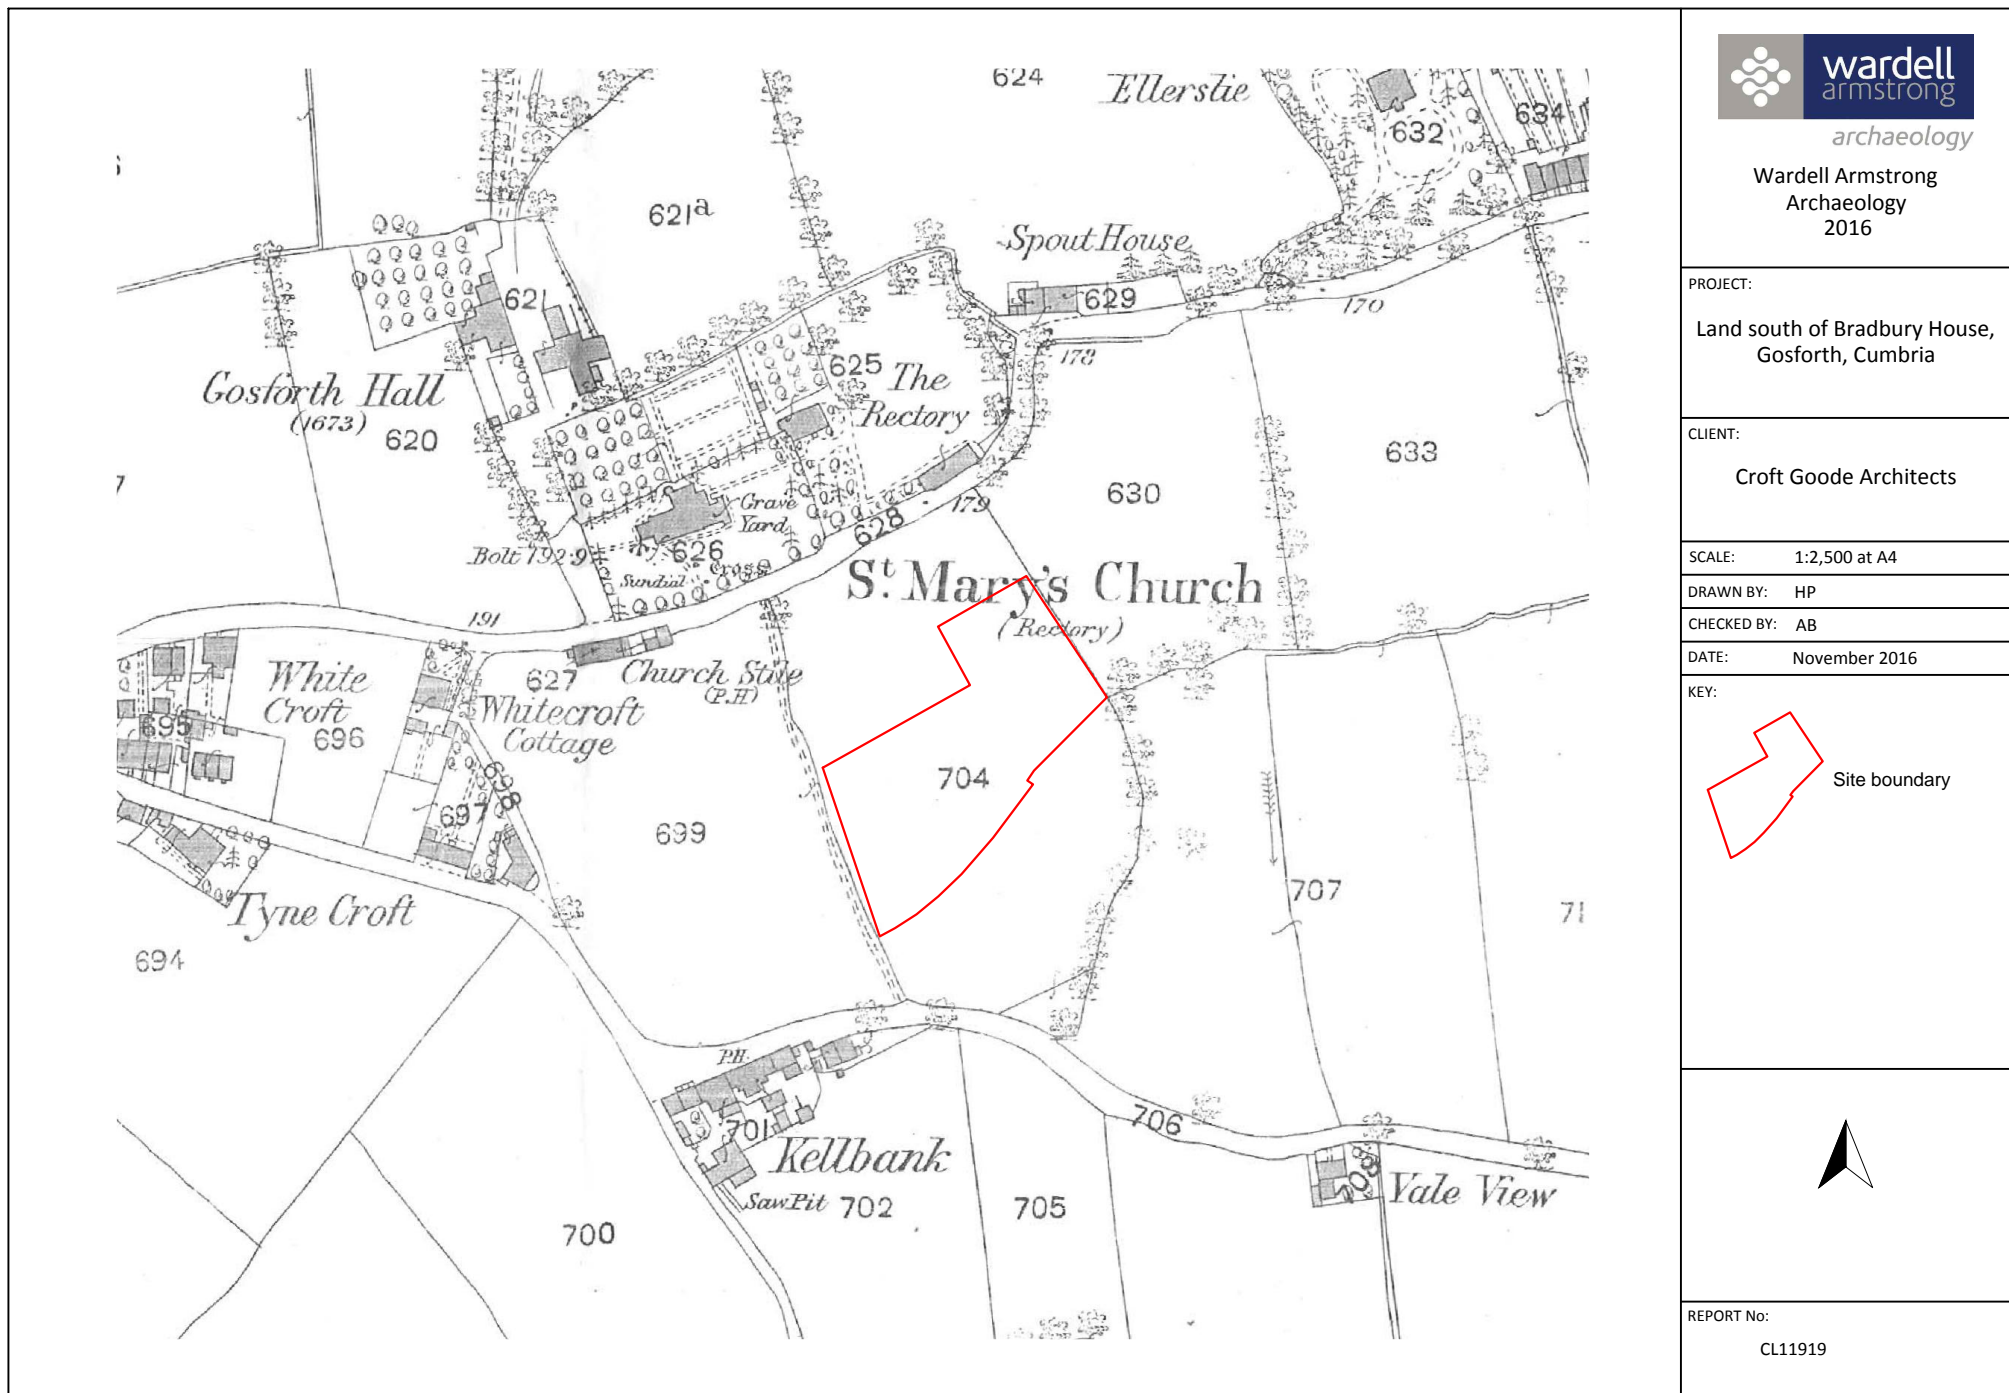 624
Ellerslie
632
634
621a
Spout House
629
170
178
621
Gosforth Hall
(1673)
620
625
The
Rectory
633
630
179
Grave
Yard
628
Bolt 192·9
626
Sundial
Cross
St. Mary's Church
(Rectory)
191
627
Church Stile
(P.H)
White
Croft
696
695
Whitecroft
Cottage
698
697
699
704
707
71
Tyne Croft
694
P.H.
701
Kellbank
Saw Pit
702
705
706
708
Vale View
700
wardell
armstrong
archaeology
Wardell Armstrong
Archaeology
2016
PROJECT:
Land south of Bradbury House,
Gosforth, Cumbria
CLIENT:
Croft Goode Architects
SCALE: 1:2,500 at A4
DRAWN BY: HP
CHECKED BY: AB
DATE: November 2016
KEY:
Site boundary
REPORT No:
CL11919